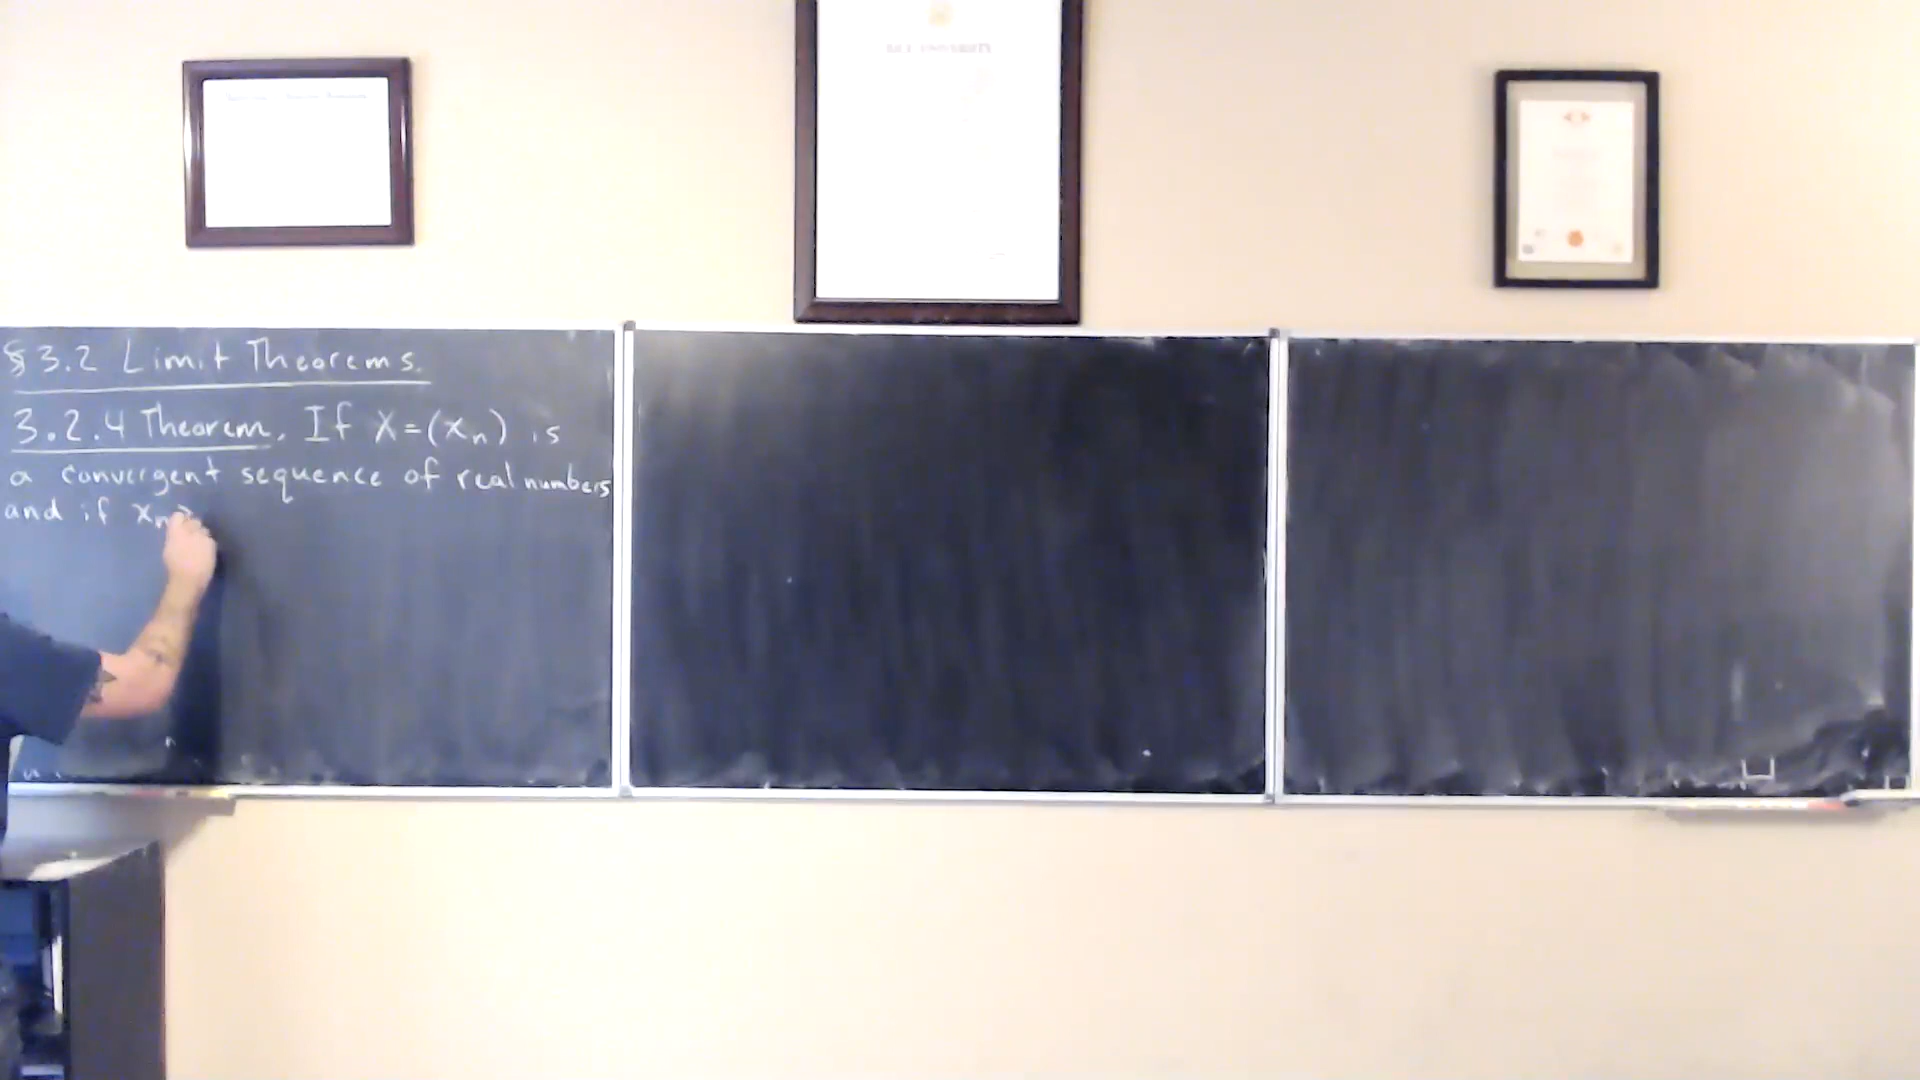 §3.2 Limit Theorems.
3.2.4 Theorem. If X=(xₙ) is
a convergent sequence of real numbers
and if xₙ